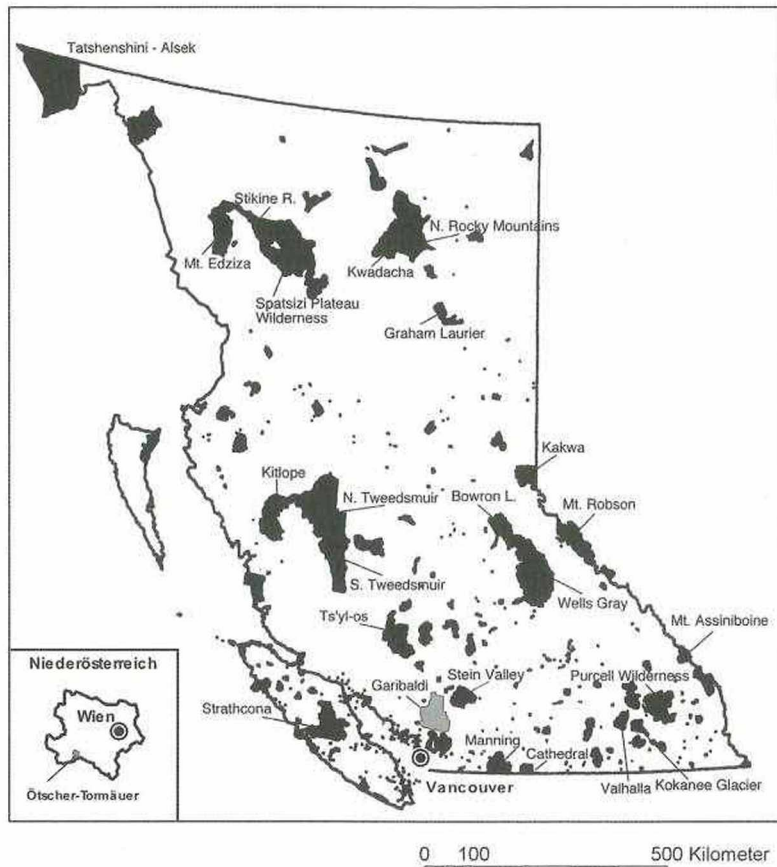 Tatshenshini - Alsek
Stikine R.
N. Rocky Mountains
Mt. Edziza
Kwadacha
Spatsizi Plateau
Wilderness
Graham Laurier
Kakwa
Kitlope
N. Tweedsmuir
Bowron L.
Mt. Robson
S. Tweedsmuir
Wells Gray
Ts'yl-os
Mt. Assiniboine
Niederösterreich
Stein Valley
Purcell Wilderness
Garibaldi
Wien
Strathcona
Manning
Cathedral
Ötscher-Tormäuer
Vancouver
Valhalla
Kokanee Glacier
0 100 500 Kilometer